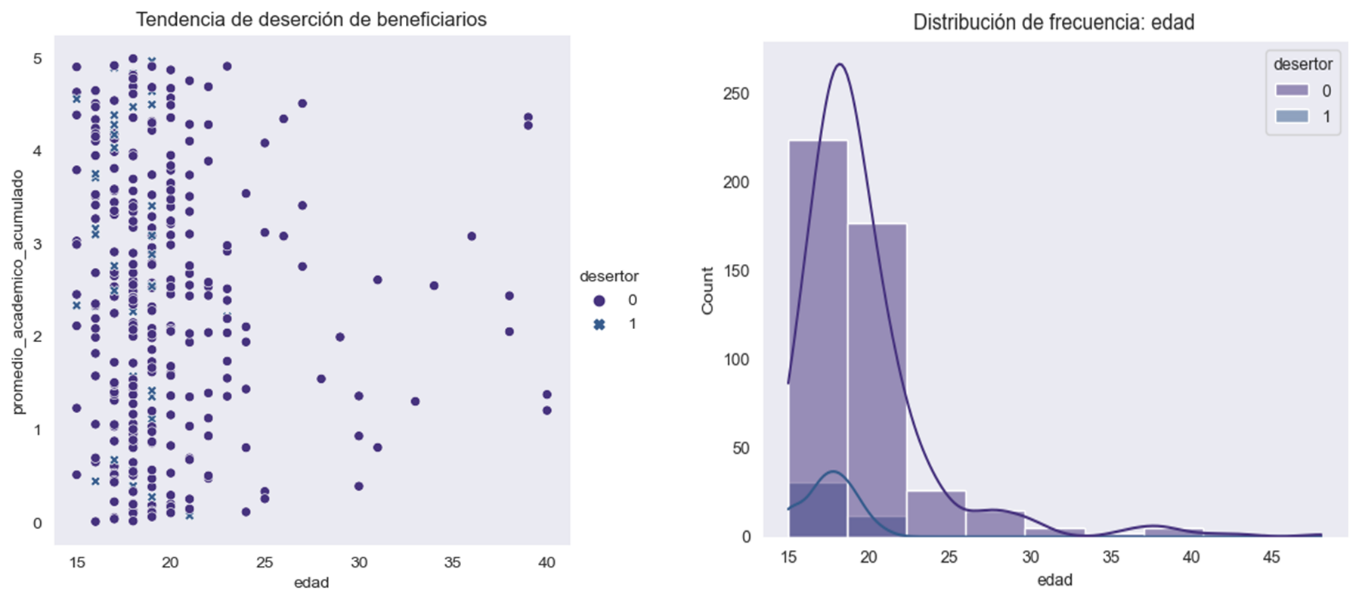 Tendencia de deserción de beneficiarios
promedio_academico_acumulado
5
4
3
2
1
0
15 20 25 30 35 40
edad
desertor
0
1
Distribución de frecuencia: edad
Count
250
200
150
100
50
0
15 20 25 30 35 40 45
edad
desertor
0
1